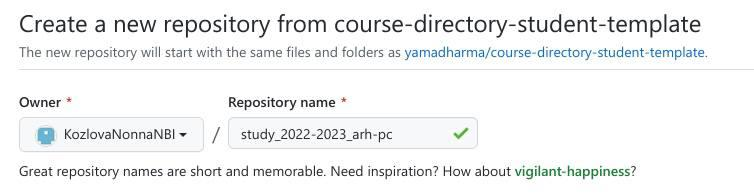 Create a new repository from course-directory-student-template
The new repository will start with the same files and folders as yamadharma/course-directory-student-template.
Owner * Repository name *
KozlovaNonnaNBI / study_2022-2023_arh-pc
Great repository names are short and memorable. Need inspiration? How about vigilant-happiness?